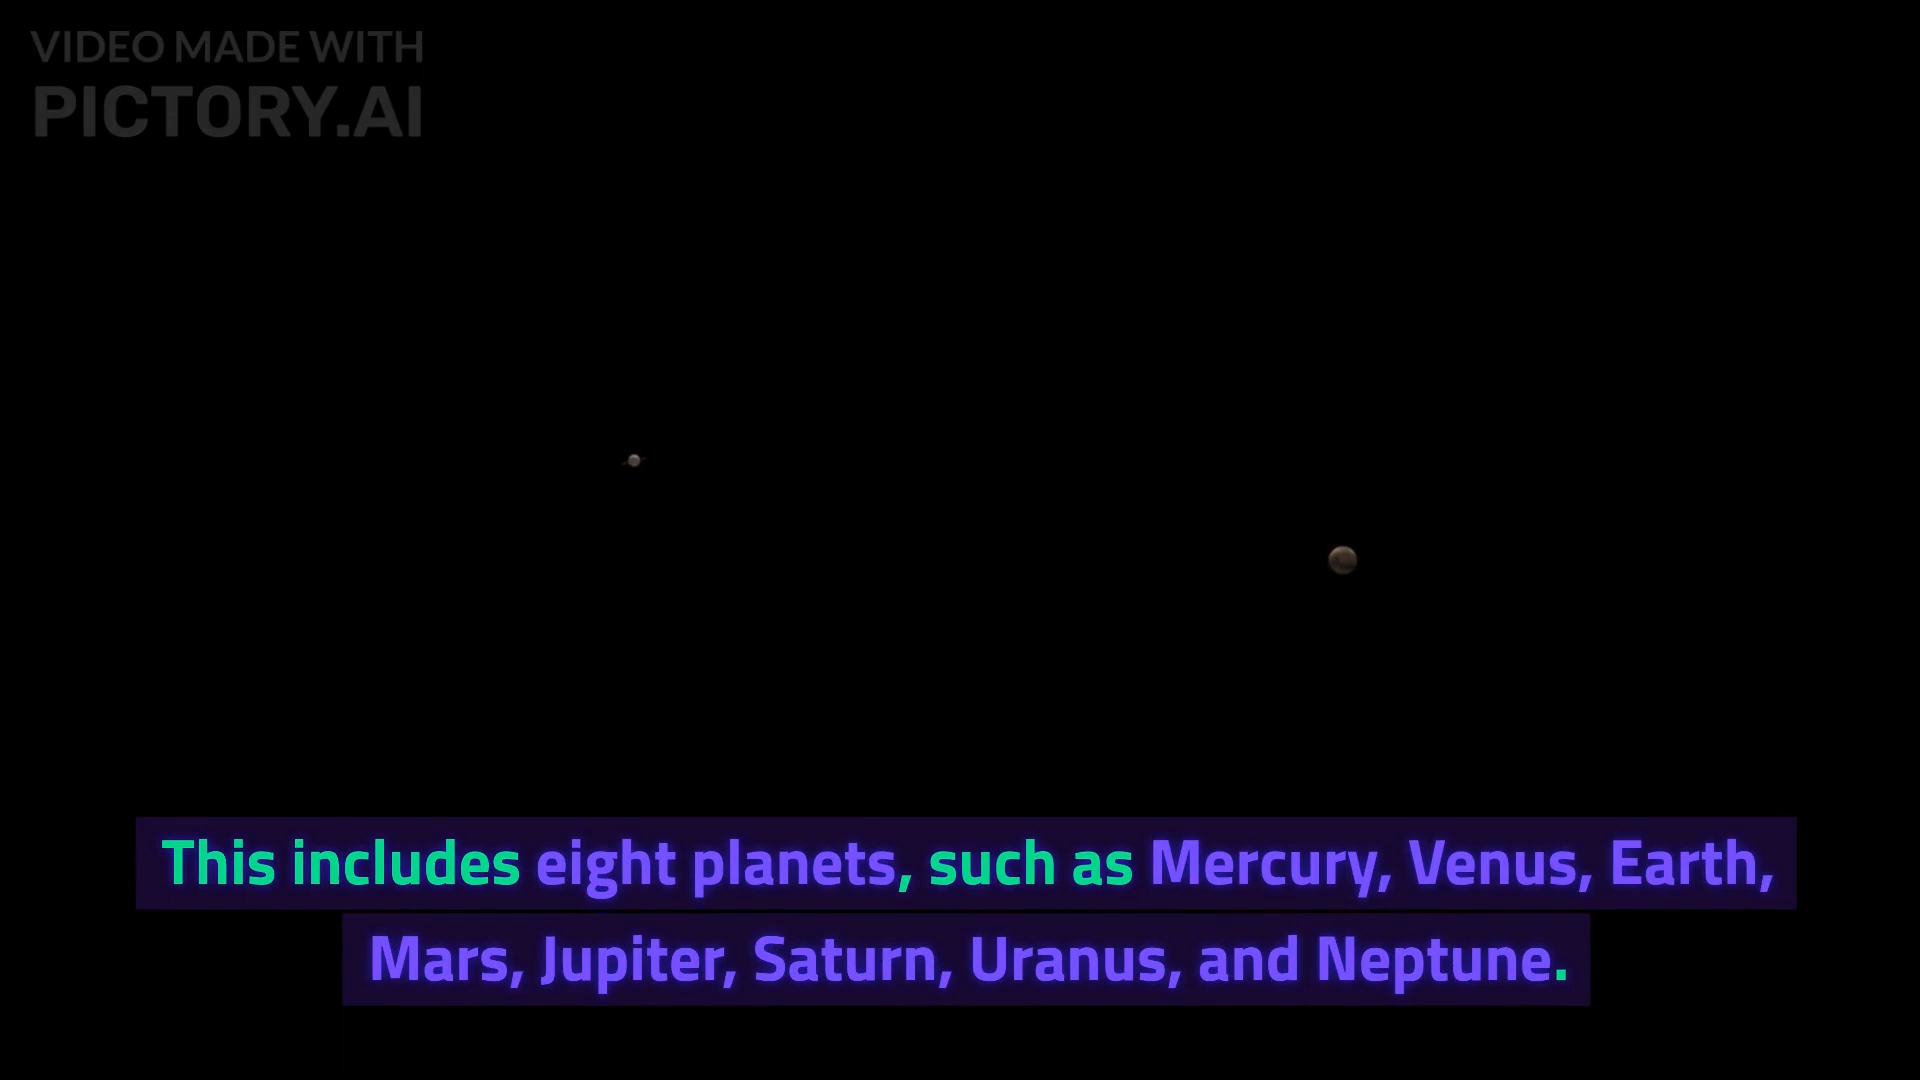 VIDEO MADE WITH
PICTORY.AI
This includes eight planets, such as Mercury, Venus, Earth,
Mars, Jupiter, Saturn, Uranus, and Neptune.